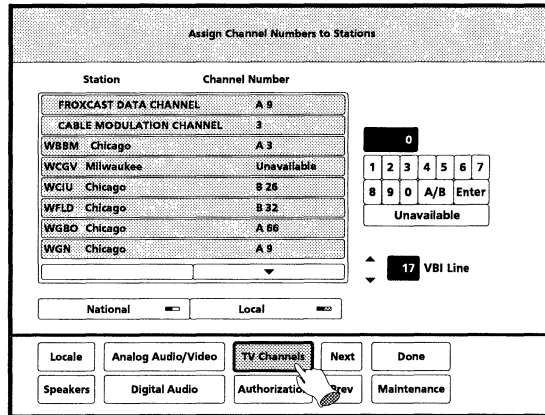 Assign Channel Numbers to Stations
Station Channel Number
FROXCAST DATA CHANNEL A 9
CABLE MODULATION CHANNEL 3
WBBM Chicago A 3
WCGV Milwaukee Unavailable
WCIU Chicago B 26
WFLD Chicago B 32
WGBO Chicago A 66
WGN Chicago A 9
0
1 2 3 4 5 6 7
8 9 0 A/B Enter
Unavailable
17 VBI Line
National Local
Locale Analog Audio/Video TV Channels Next Done
Speakers Digital Audio Authorization Prev Maintenance